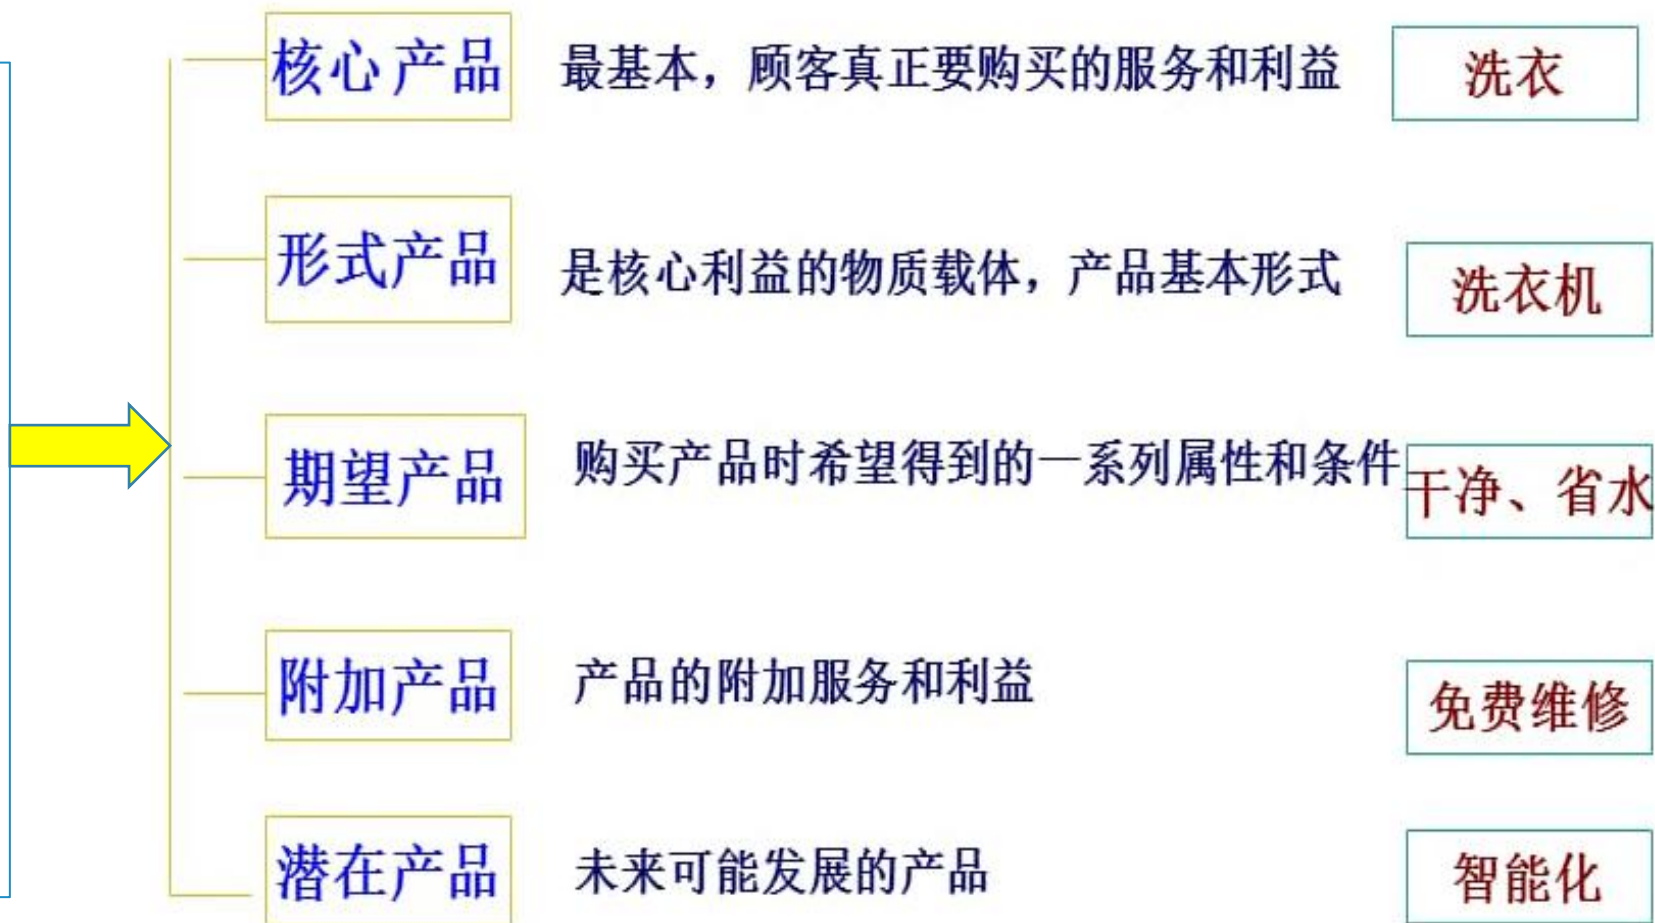 核心产品 最基本，顾客真正要购买的服务和利益 洗衣
形式产品 是核心利益的物质载体，产品基本形式 洗衣机
期望产品 购买产品时希望得到的一系列属性和条件 干净、省水
附加产品 产品的附加服务和利益 免费维修
潜在产品 未来可能发展的产品 智能化